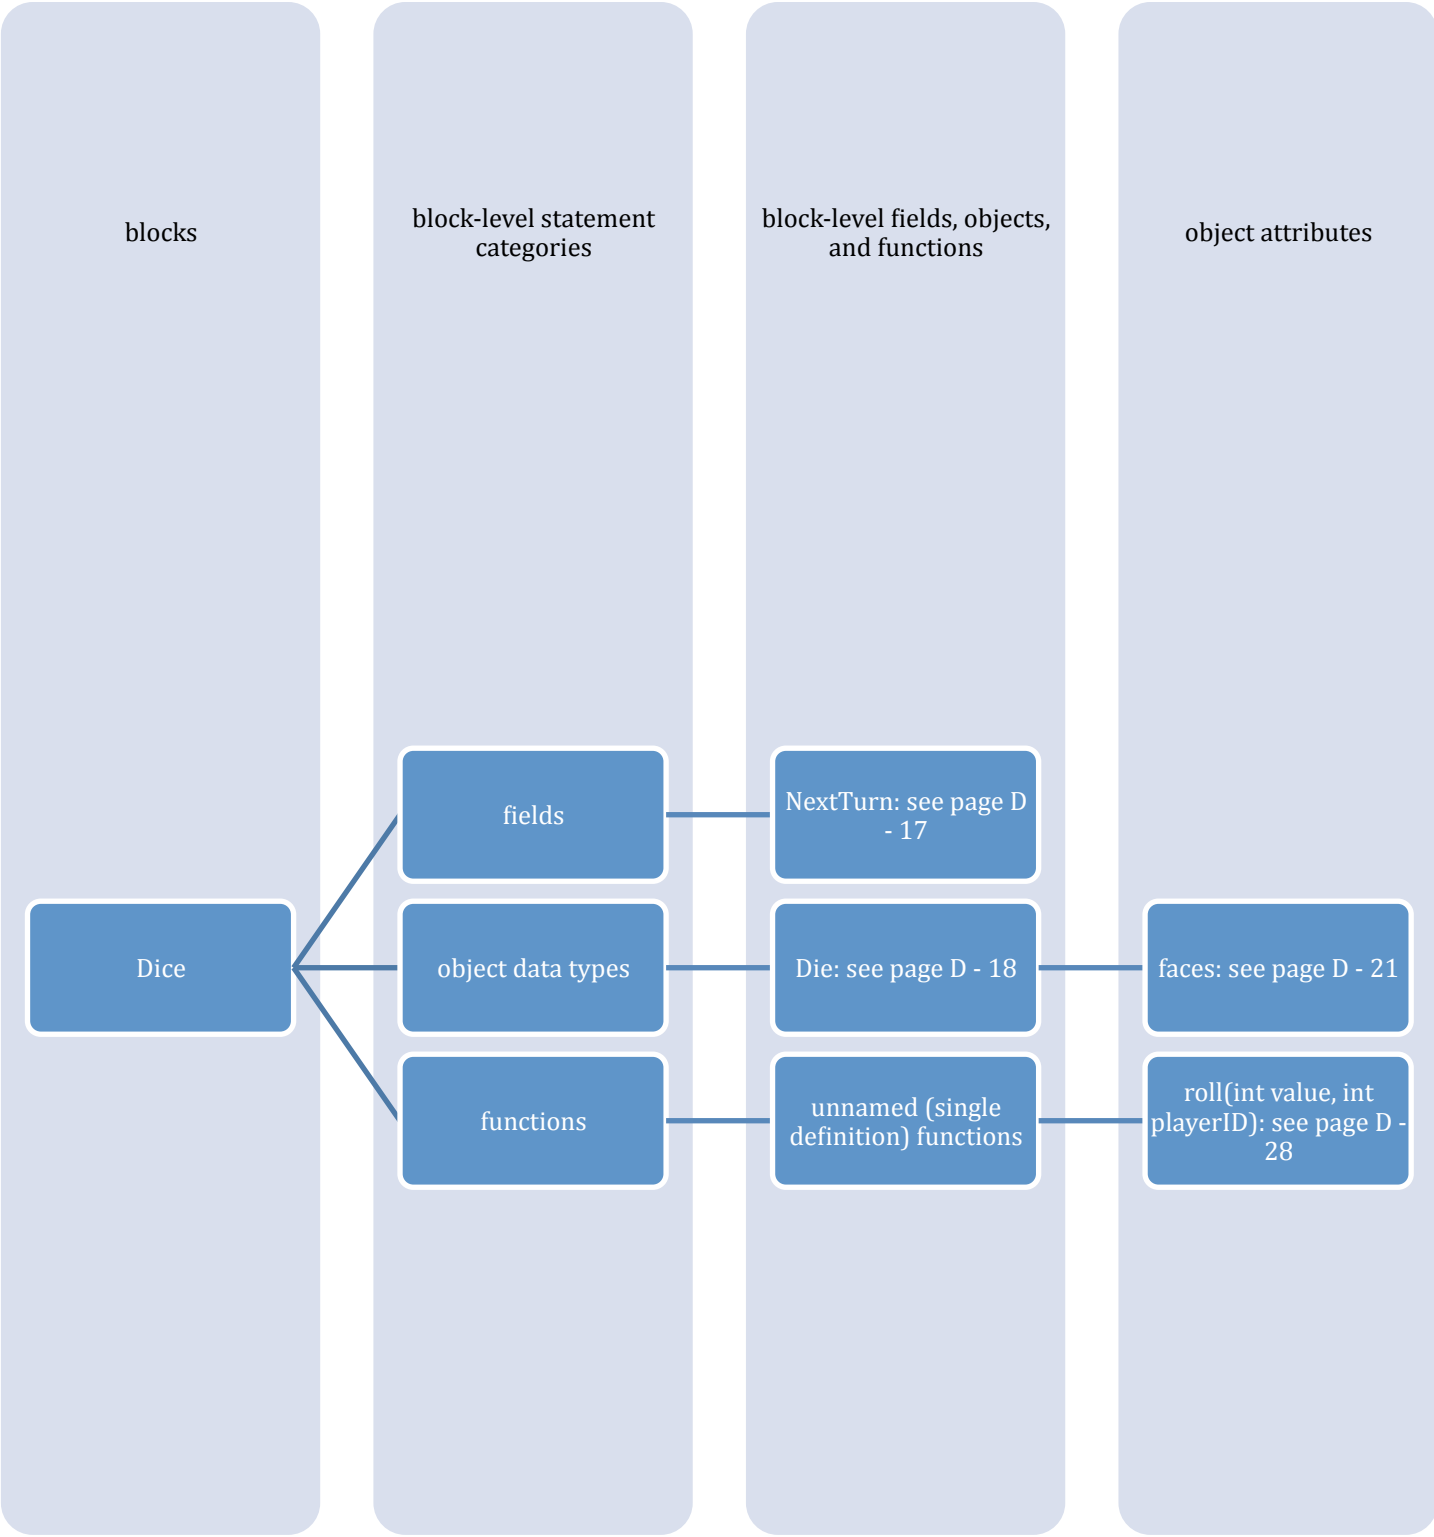 blocks
block-level statement
categories
block-level fields, objects,
and functions
object attributes
fields
NextTurn: see page D
- 17
Dice
object data types
Die: see page D - 18
faces: see page D - 21
functions
unnamed (single
definition) functions
roll(int value, int
playerID): see page D -
28